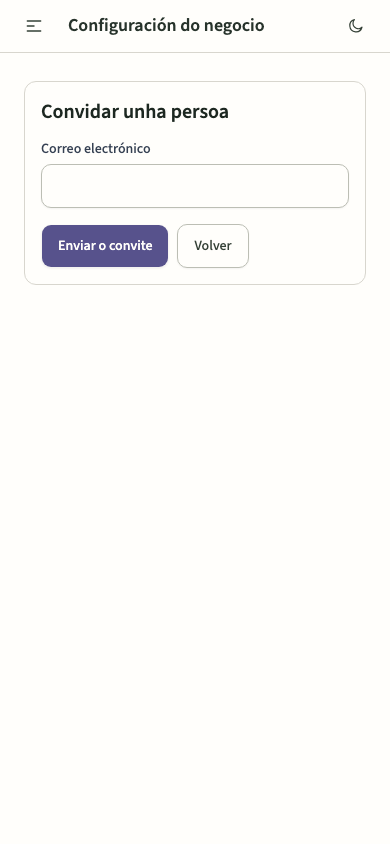 Configuración do negocio
Convidar unha persoa
Correo electrónico
Enviar o convite
Volver